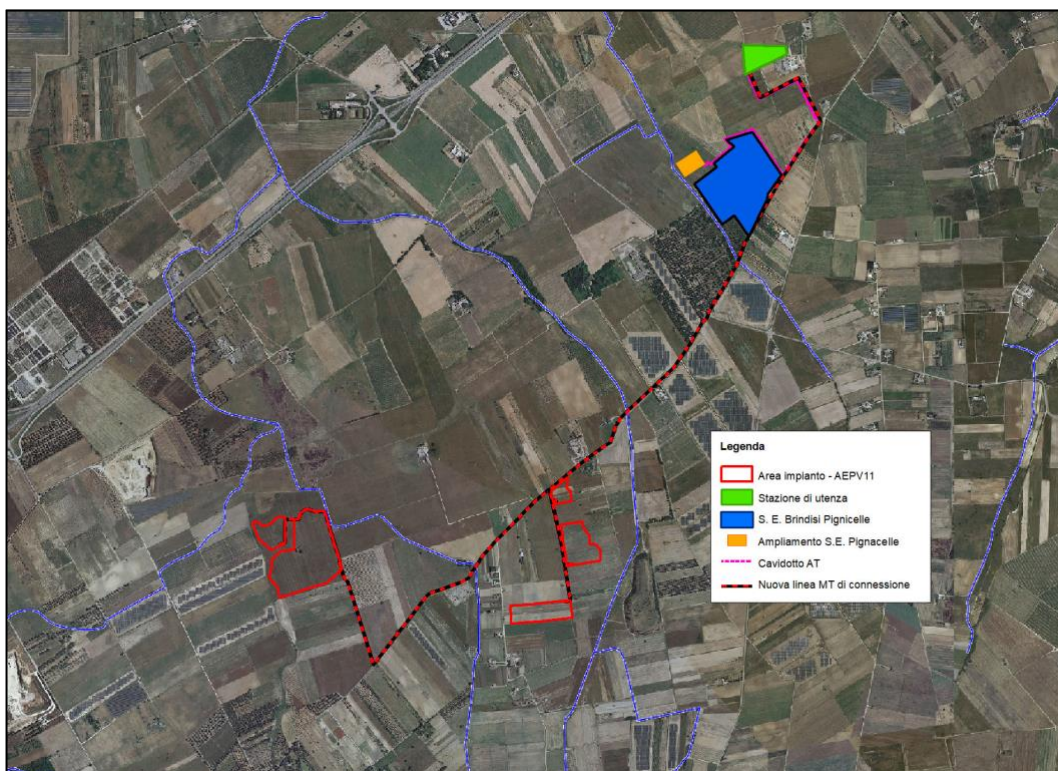 Legenda
Area impianto - AEPV11
Stazione di utenza
S. E. Brindisi Pignicelle
Ampliamento S.E. Pignacelle
Cavidotto AT
Nuova linea MT di connessione